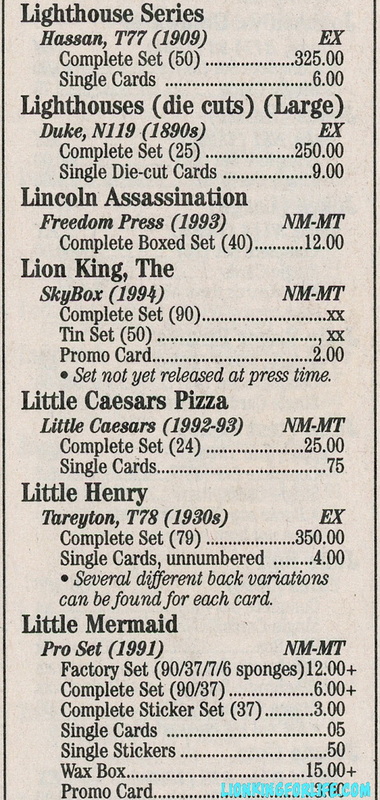 Lighthouse Series
Hassan, T77 (1909) EX
Complete Set (50) ....................325.00
Single Cards ............................6.00
Lighthouses (die cuts) (Large)
Duke, N119 (1890s) EX
Complete Set (25) ....................250.00
Single Die-cut Cards ..................9.00
Lincoln Assassination
Freedom Press (1993) NM-MT
Complete Boxed Set (40)..........12.00
Lion King, The
SkyBox (1994) NM-MT
Complete Set (90)..........................xx
Tin Set (50) ................................, xx
Promo Card..................................2.00
• Set not yet released at press time.
Little Caesars Pizza
Little Caesars (1992-93) NM-MT
Complete Set (24) ....................25.00
Single Cards..................................75
Little Henry
Tareyton, T78 (1930s) EX
Complete Set (79) ....................350.00
Single Cards, unnumbered .........4.00
• Several different back variations
can be found for each card.
Little Mermaid
Pro Set (1991) NM-MT
Factory Set (90/37/7/6 sponges)12.00+
Complete Set (90/37) .................6.00+
Complete Sticker Set (37)..........3.00
Single Cards ................................05
Single Stickers .............................50
Wax Box....................................15.00+
Promo Card
LIONKINGFORLIFE.COM